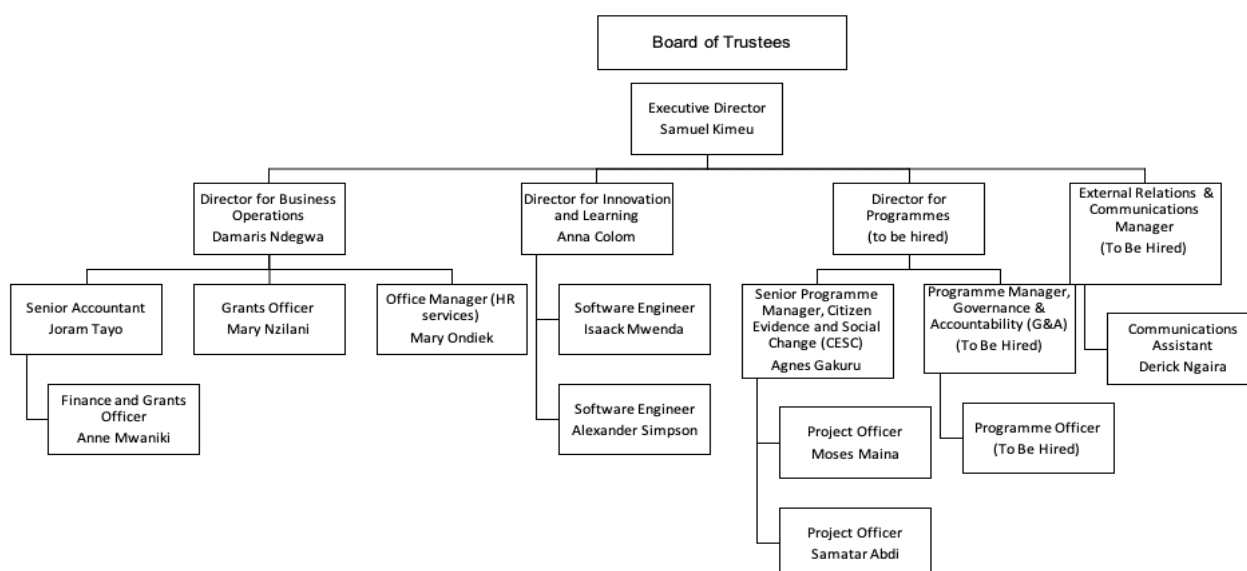 Board of Trustees
Executive Director
Samuel Kimeu
Director for Business
Operations
Damaris Ndegwa
Director for Innovation
and Learning
Anna Colom
Director for
Programmes
(to be hired)
External Relations &
Communications
Manager
(To Be Hired)
Senior Accountant
Joram Tayo
Grants Officer
Mary Nzilani
Office Manager (HR
services)
Mary Ondiek
Software Engineer
Isaack Mwenda
Senior Programme
Manager, Citizen
Evidence and Social
Change (CESC)
Agnes Gakuru
Programme Manager,
Governance &
Accountability (G&A)
(To Be Hired)
Communications
Assistant
Derick Ngaira
Finance and Grants
Officer
Anne Mwaniki
Software Engineer
Alexander Simpson
Project Officer
Moses Maina
Programme Officer
(To Be Hired)
Project Officer
Samatar Abdi